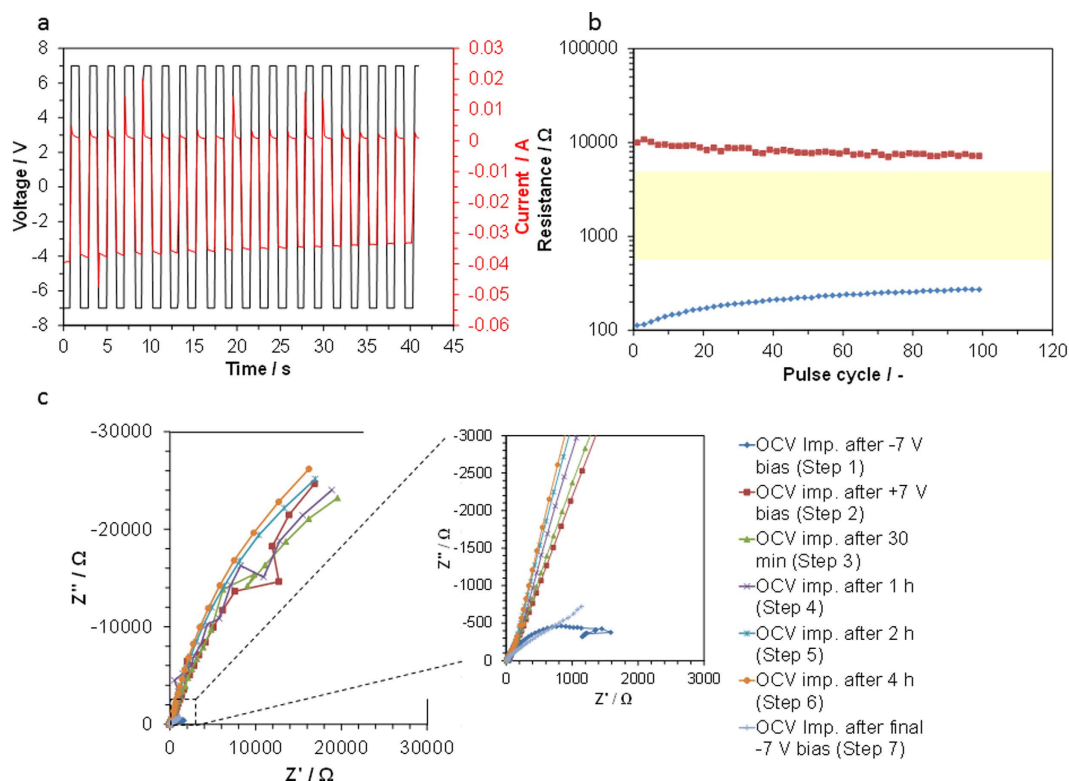 a
8
6
4
2
0
-2
-4
-6
-8
Voltage / V
0.03
0.02
0.01
0
-0.01
-0.02
-0.03
-0.04
-0.05
-0.06
Current / A
0 5 10 15 20 25 30 35 40 45
Time / s
b
100000
10000
1000
100
Resistance / Ω
0 20 40 60 80 100 120
Pulse cycle / -
c
-30000
-20000
-10000
0
Z'' / Ω
0 10000 20000 30000
Z' / Ω
-3000
-2500
-2000
-1500
-1000
-500
0
Z'' / Ω
0 1000 2000 3000
Z' / Ω
OCV Imp. after -7 V
bias (Step 1)
OCV imp. after +7 V
bias (Step 2)
OCV imp. after 30
min (Step 3)
OCV imp. after 1 h
(Step 4)
OCV imp. after 2 h
(Step 5)
OCV imp. after 4 h
(Step 6)
OCV Imp. after final
-7 V bias (Step 7)